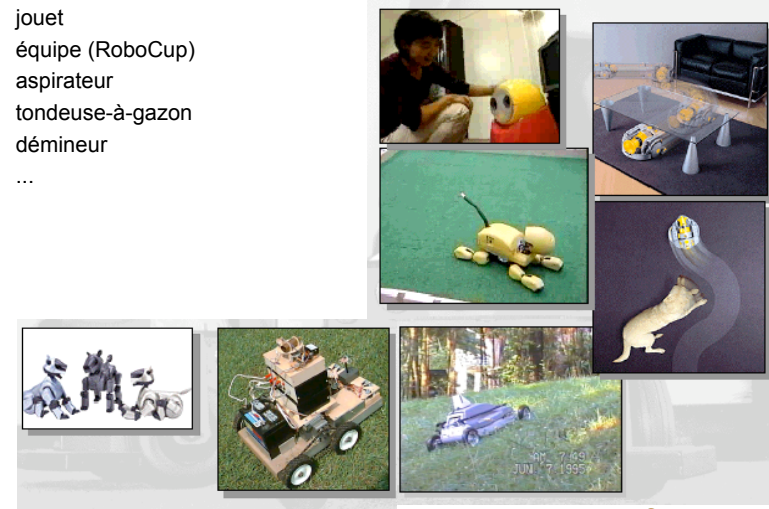 jouet
équipe (RoboCup)
aspirateur
tondeuse-à-gazon
démineur
...
AM 7:49
JUN 7 1995